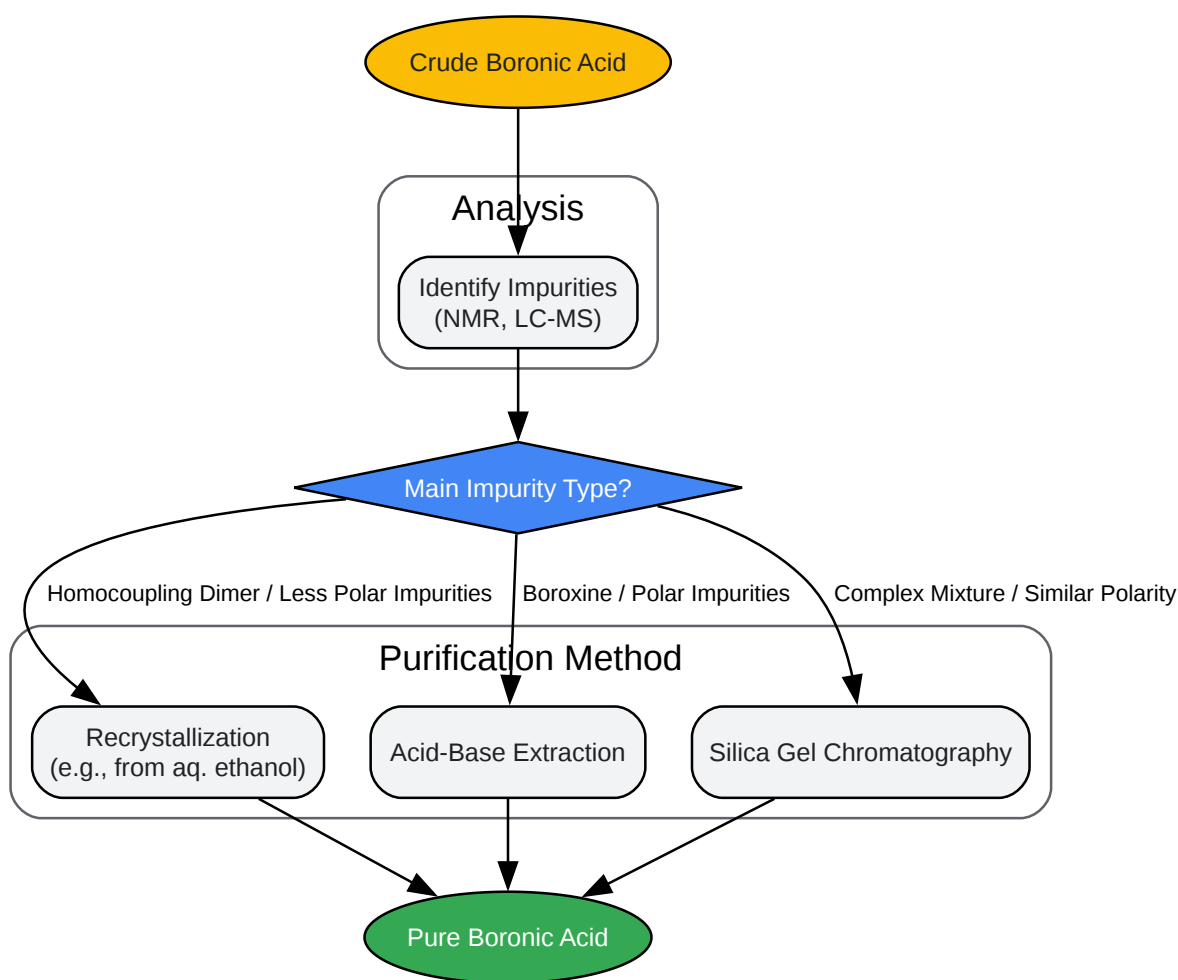 Crude Boronic Acid
Analysis
Identify Impurities
(NMR, LC-MS)
Main Impurity Type?
Homocoupling Dimer / Less Polar Impurities
Boroxine / Polar Impurities
Complex Mixture / Similar Polarity
Purification Method
Recrystallization
(e.g., from aq. ethanol)
Acid-Base Extraction
Silica Gel Chromatography
Pure Boronic Acid